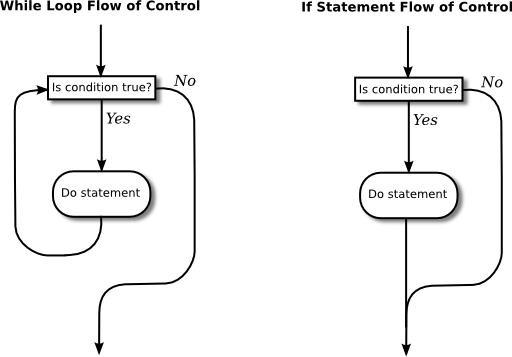 While Loop Flow of Control
Is condition true?
No
Yes
Do statement
If Statement Flow of Control
Is condition true?
No
Yes
Do statement